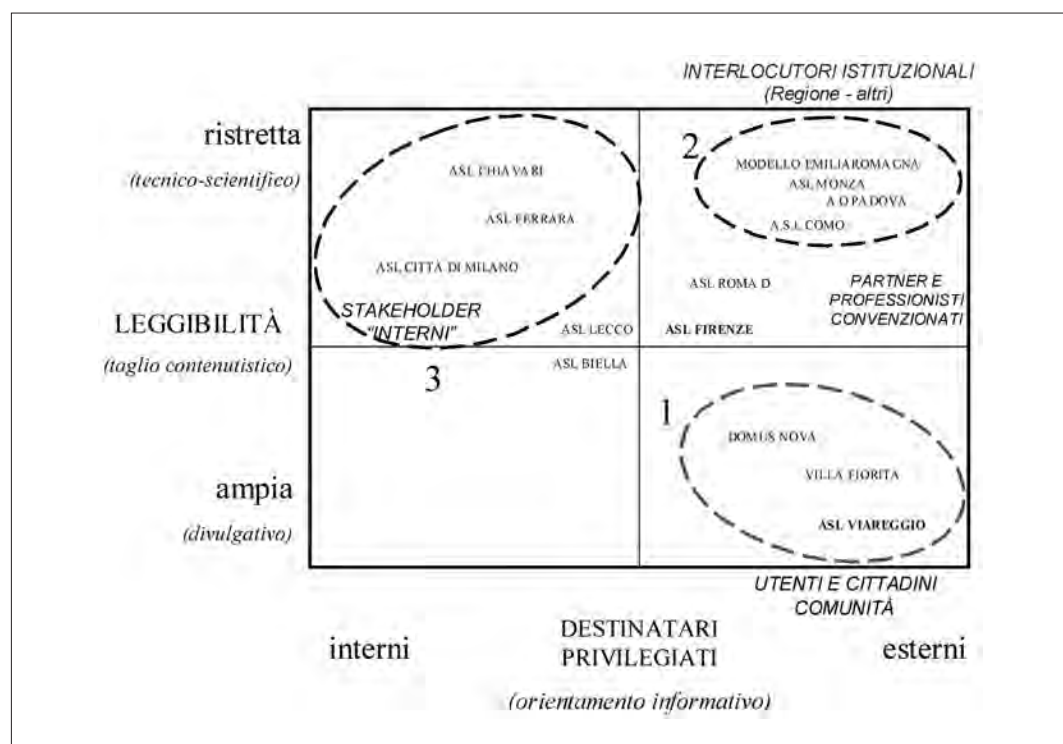 INTERLOCUTORI ISTITUZIONALI
(Regione - altri)
ristretta
(tecnico-scientifico)
2
MODELLO EMILIAROMAGNA
ASL CHIAVARI
ASL MONZA
A O PADOVA
ASL FERRARA
A.S.L COMO
ASL CITTÀ DI MILANO
ASL ROMA D
PARTNER E
PROFESSIONISTI
CONVENZIONATI
STAKEHOLDER
"INTERNI"
LEGGIBILITÀ
ASL LECCO
ASL FIRENZE
(taglio contenutistico)
ASL BIELLA
3
1
DOMUS NOVA
VILLA FIORITA
ampia
(divulgativo)
ASL VIAREGGIO
UTENTI E CITTADINI
COMUNITÀ
interni
DESTINATARI
PRIVILEGIATI
esterni
(orientamento informativo)